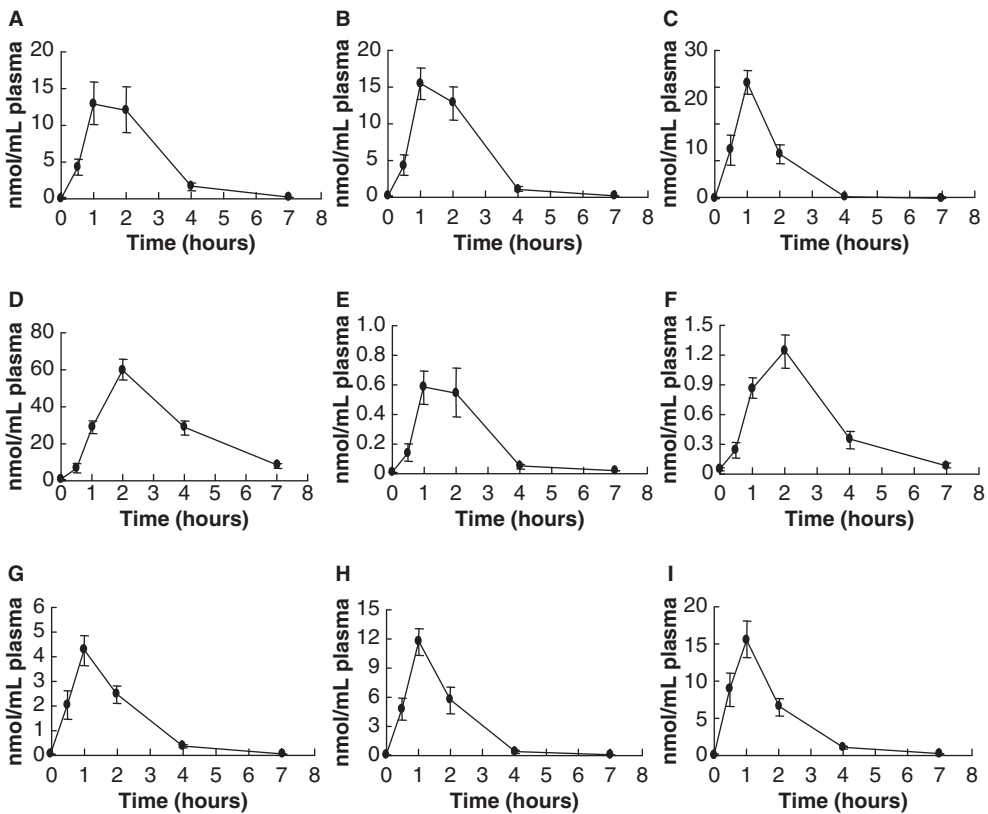 A
nmol/mL plasma
20
15
10
5
0
0 1 2 3 4 5 6 7 8
Time (hours)
B
nmol/mL plasma
20
15
10
5
0
0 1 2 3 4 5 6 7 8
Time (hours)
C
nmol/mL plasma
30
20
10
0
0 1 2 3 4 5 6 7 8
Time (hours)
D
nmol/mL plasma
80
60
40
20
0
0 1 2 3 4 5 6 7 8
Time (hours)
E
nmol/mL plasma
1.0
0.8
0.6
0.4
0.2
0
0 1 2 3 4 5 6 7 8
Time (hours)
F
nmol/mL plasma
1.5
1.2
0.9
0.6
0.3
0
0 1 2 3 4 5 6 7 8
Time (hours)
G
nmol/mL plasma
6
5
4
3
2
1
0
0 1 2 3 4 5 6 7 8
Time (hours)
H
nmol/mL plasma
15
12
9
6
3
0
0 1 2 3 4 5 6 7 8
Time (hours)
I
nmol/mL plasma
20
15
10
5
0
0 1 2 3 4 5 6 7 8
Time (hours)